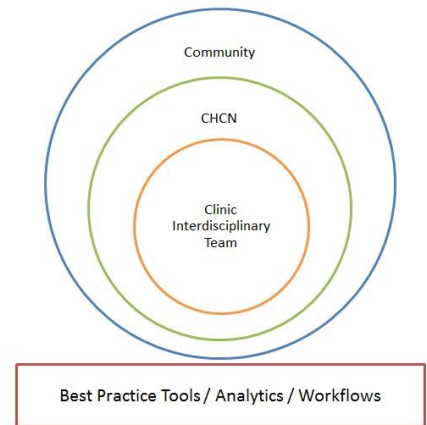 Community
CHCN
Clinic
Interdisciplinary
Team
Best Practice Tools / Analytics / Workflows